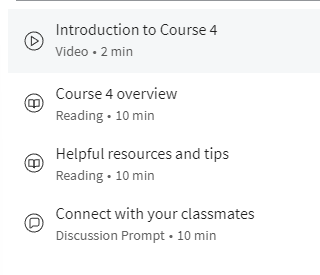 Introduction to Course 4
Video • 2 min
Course 4 overview
Reading • 10 min
Helpful resources and tips
Reading • 10 min
Connect with your classmates
Discussion Prompt • 10 min